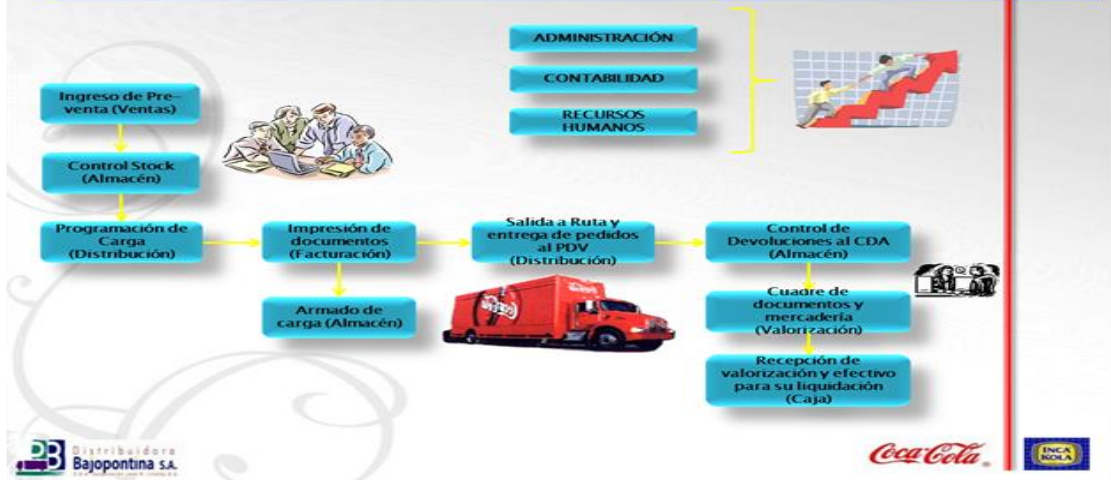 ADMINISTRACIÓN
CONTABILIDAD
RECURSOS
HUMANOS
Ingreso de Pre-
venta (Ventas)
Control Stock
(Almacén)
Programación de
Carga
(Distribución)
Impresión de
documentos
(Facturación)
Salida a Ruta y
entrega de pedidos
al PDV
(Distribución)
Control de
Devoluciones al CDA
(Almacén)
Armado de
carga (Almacén)
Cuadre de
documentos y
mercadería
(Valorización)
Recepción de
valorización y efectivo
para su liquidación
(Caja)
Distribuidora
Bajopontina S.A.
Coca-Cola
INCA
KOLA